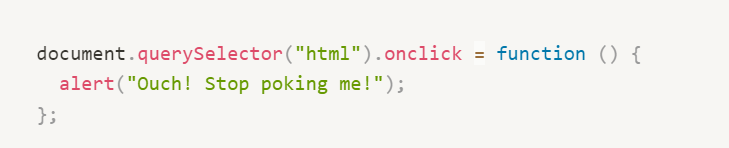 document.querySelector("html").onclick = function () {
  alert("Ouch! Stop poking me!");
};